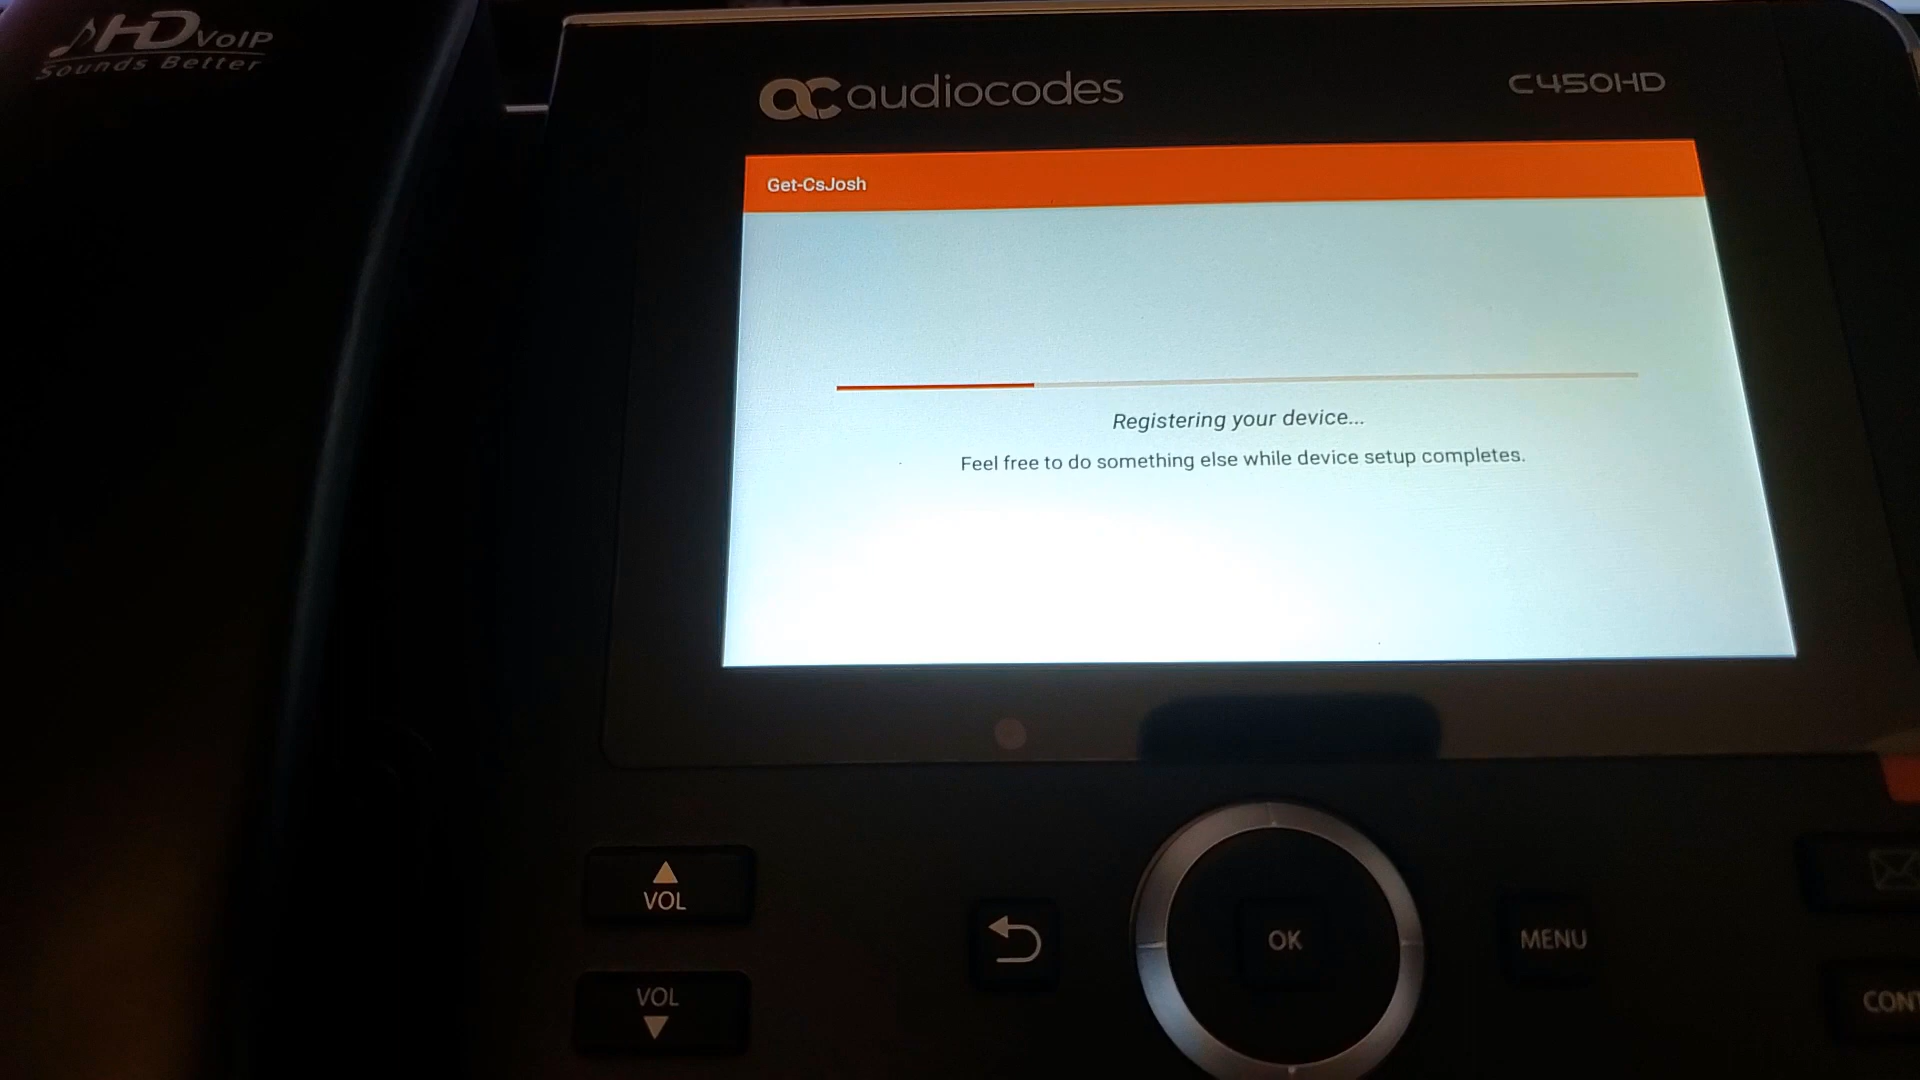 HD VoIP
Sounds Better
audiocodes
C450HD
Get-CsJosh
Registering your device...
Feel free to do something else while device setup completes.
VOL
OK
MENU
VOL